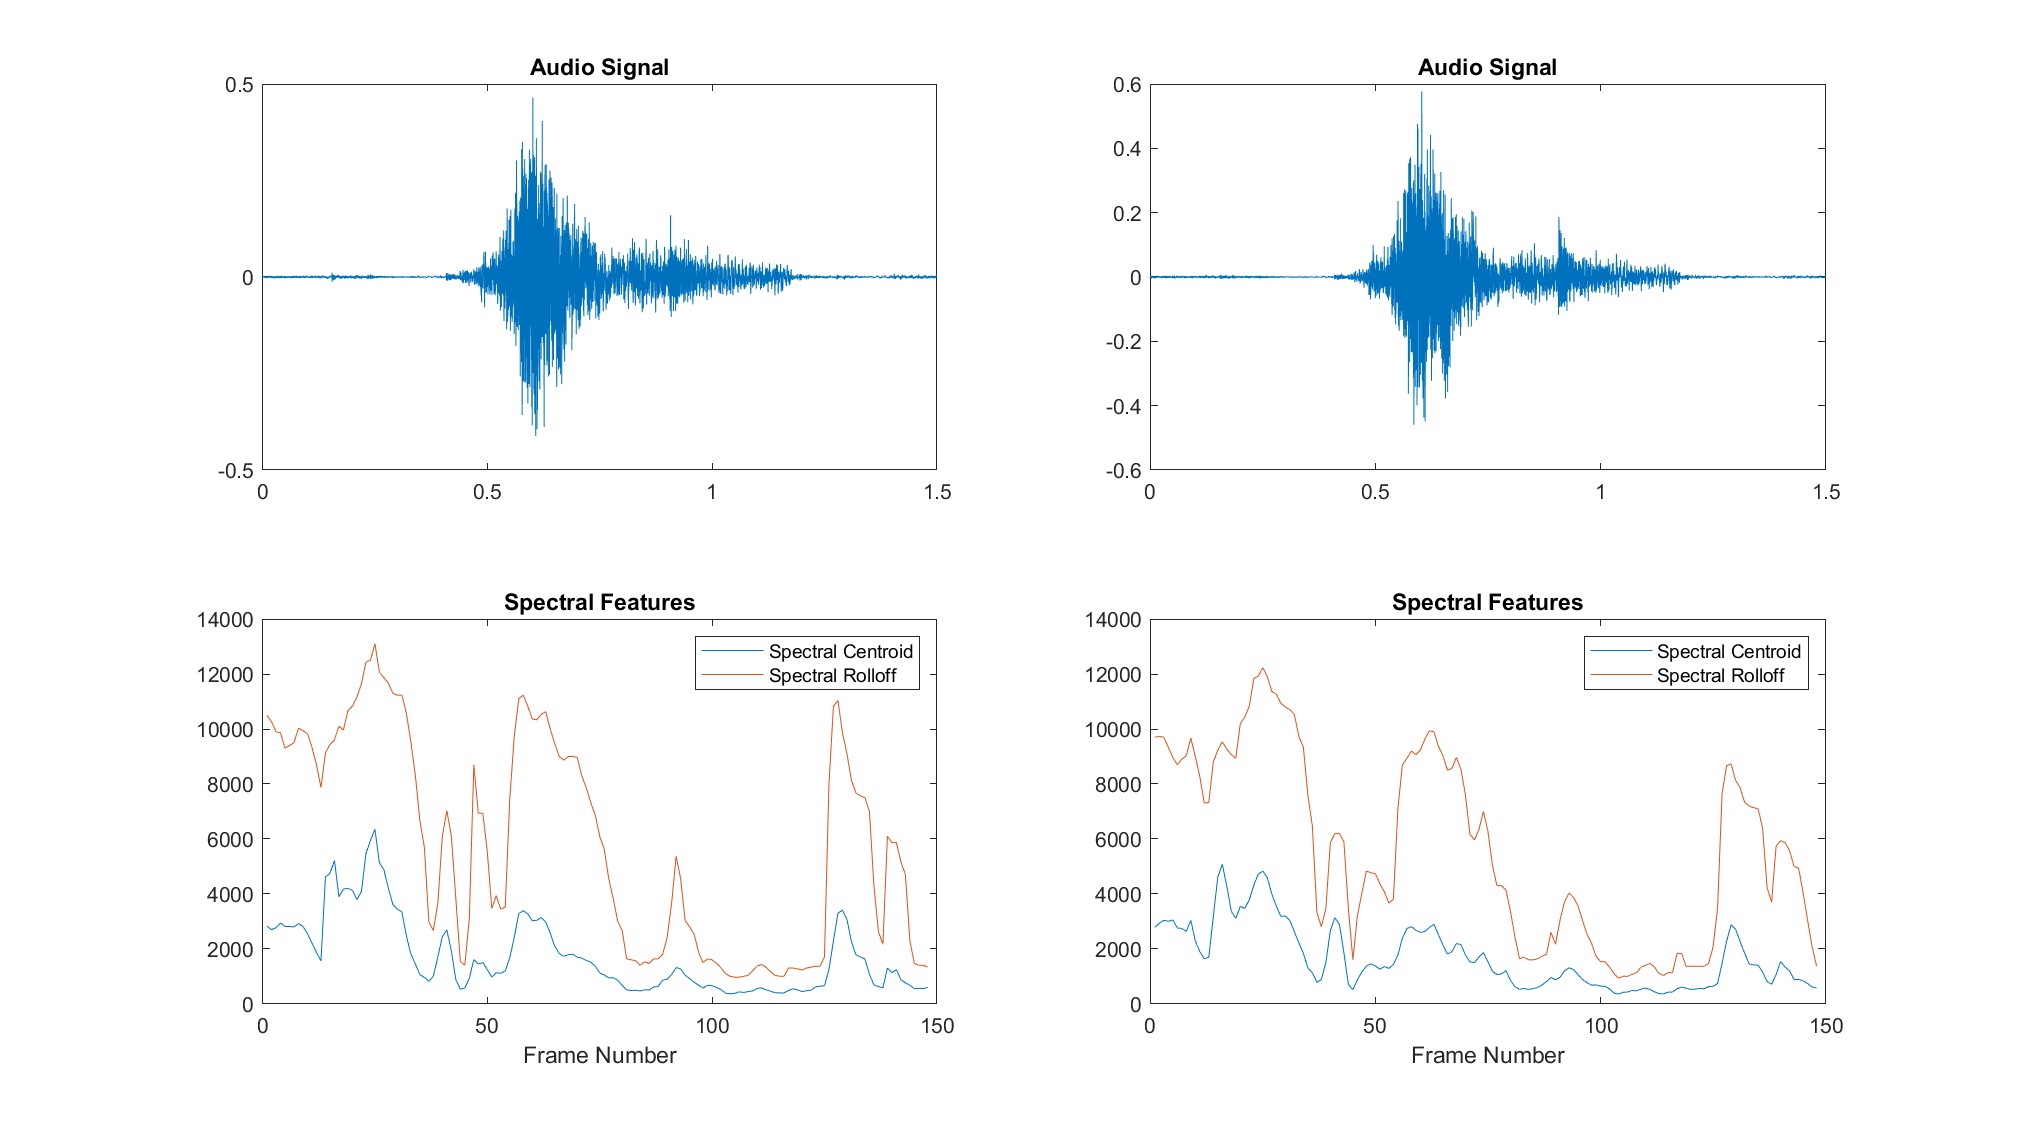 Audio Signal
0.5
0
-0.5
0 0.5 1 1.5
Audio Signal
0.6
0.4
0.2
0
-0.2
-0.4
-0.6
0 0.5 1 1.5
Spectral Features
14000
12000
10000
8000
6000
4000
2000
0
Spectral Centroid
Spectral Rolloff
0 50 100 150
Frame Number
Spectral Features
14000
12000
10000
8000
6000
4000
2000
0
Spectral Centroid
Spectral Rolloff
0 50 100 150
Frame Number